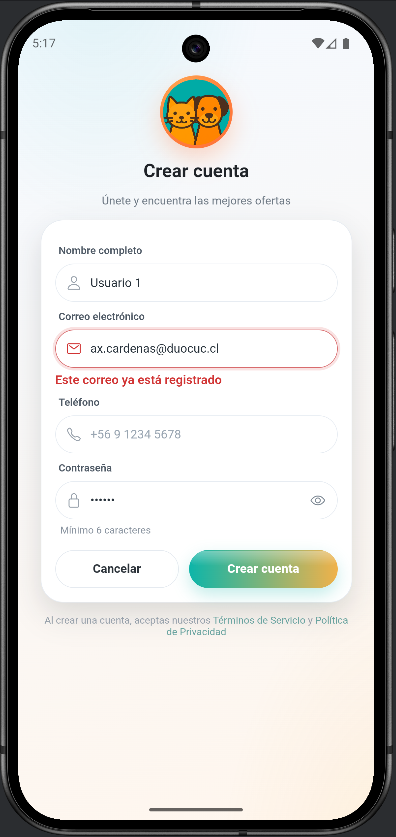 5:17
Crear cuenta
Únete y encuentra las mejores ofertas
Nombre completo
Usuario 1
Correo electrónico
ax.cardenas@duocuc.cl
Este correo ya está registrado
Teléfono
+56 9 1234 5678
Contraseña
••••••
Mínimo 6 caracteres
Cancelar
Crear cuenta
Al crear una cuenta, aceptas nuestros Términos de Servicio y Política
de Privacidad